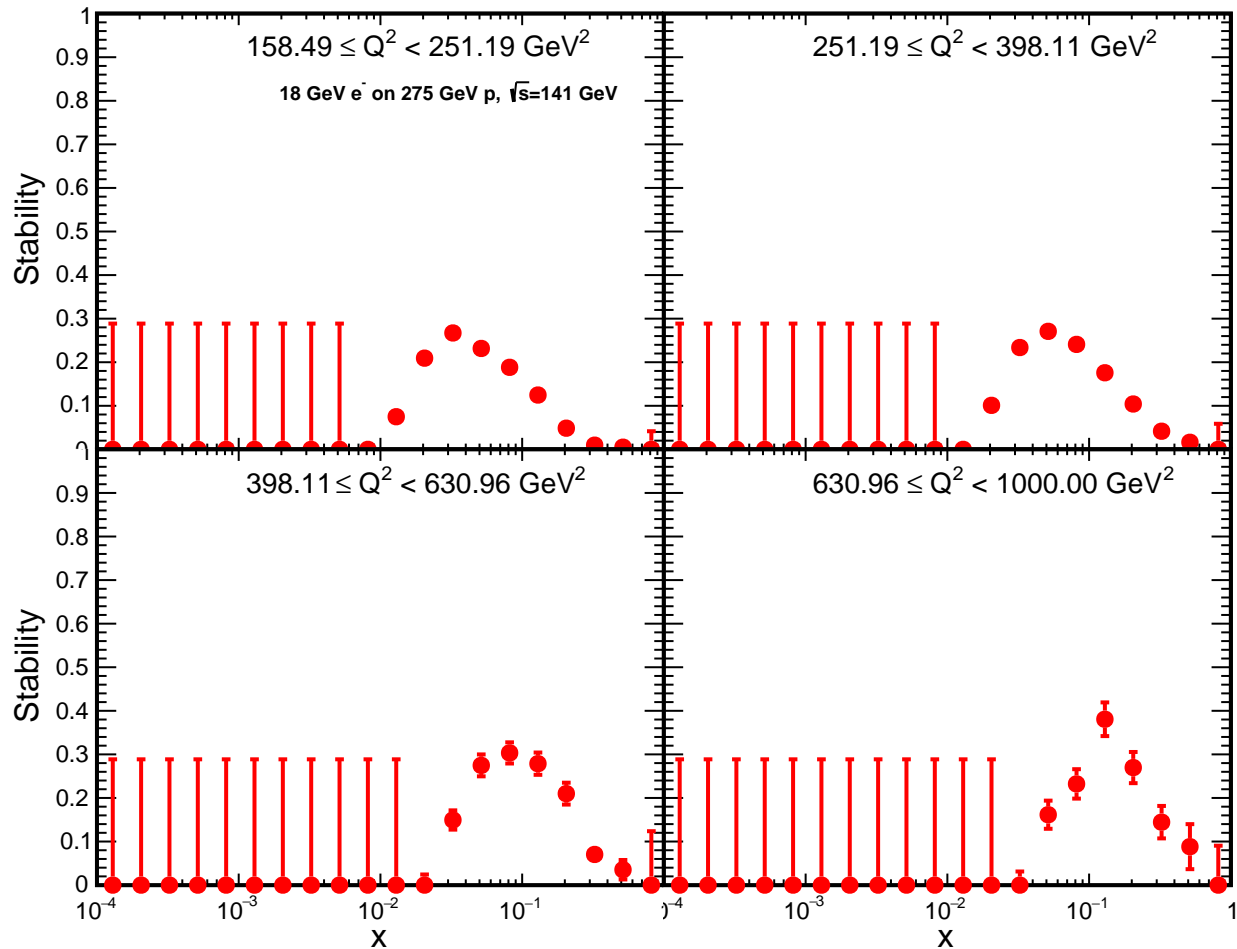 158.49 ≤ Q² < 251.19 GeV²
18 GeV e⁻ on 275 GeV p, √s=141 GeV
251.19 ≤ Q² < 398.11 GeV²
1
0.9
0.8
0.7
0.6
0.5
0.4
0.3
0.2
0.1
0
Stability
398.11 ≤ Q² < 630.96 GeV²
630.96 ≤ Q² < 1000.00 GeV²
0.9
0.8
0.7
0.6
0.5
0.4
0.3
0.2
0.1
0
Stability
10⁻⁴ 10⁻³ 10⁻² 10⁻¹ 10⁻³ 10⁻² 10⁻¹ 1
x x